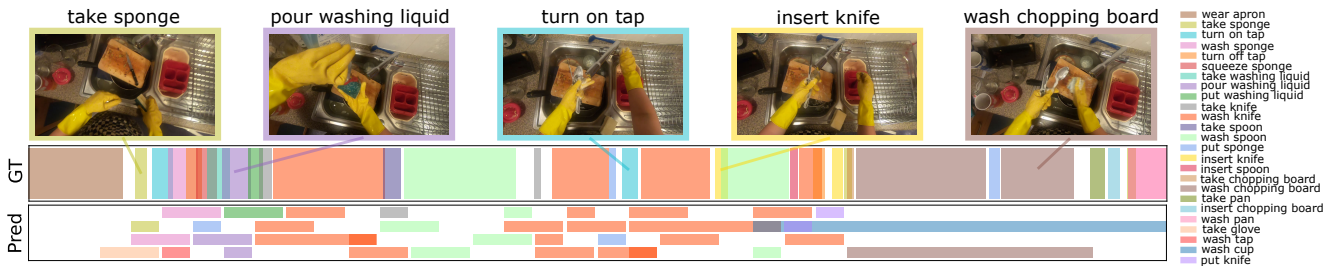 take sponge
pour washing liquid
turn on tap
insert knife
wash chopping board
GT
Pred
wear apron
take sponge
turn on tap
wash sponge
turn off tap
squeeze sponge
take washing liquid
pour washing liquid
put washing liquid
take knife
wash knife
take spoon
wash spoon
put sponge
insert knife
insert spoon
take chopping board
wash chopping board
take pan
insert chopping board
wash pan
take glove
wash tap
wash cup
put knife